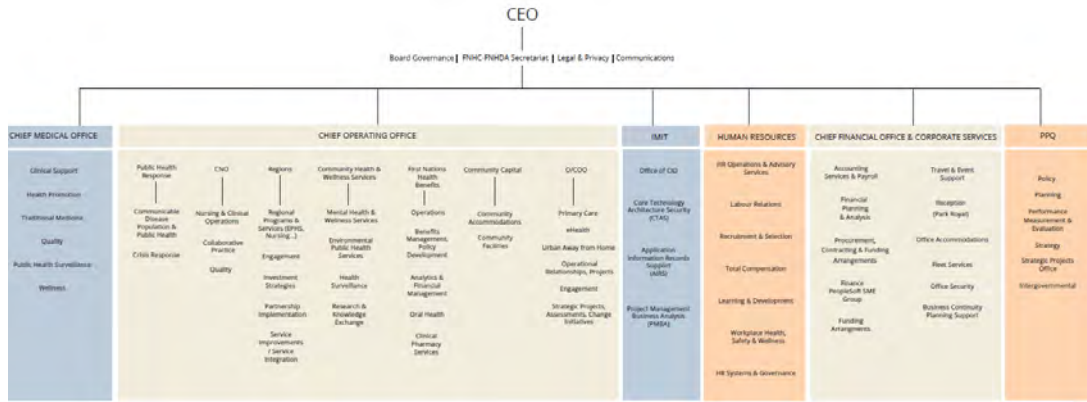 CEO
Board Governance | FNHC-FNHDA Secretariat | Legal & Privacy | Communications
CHIEF MEDICAL OFFICE
Clinical Support
Health Promotion
Traditional Medicine
Quality
Public Health Surveillance
Wellness
CHIEF OPERATING OFFICE
Public Health
Response
Communicable
Disease
Population &
Public Health
Crisis Response
CNO
Nursing & Clinical
Operations
Collaborative
Practice
Quality
Regions
Regional
Programs &
Services (EPHS,
Nursing ..)
Engagement
Investment
Strategies
Partnership
Implementation
Service
Improvements
/ Service
Integration
Community Health &
Wellness Services
Mental Health &
Wellness Services
Environmental
Public Health
Services
Health
Surveillance
Research &
Knowledge
Exchange
First Nations
Health
Benefits
Operations
Benefits
Management,
Policy
Development
Analytics &
Financial
Management
Oral Health
Clinical
Pharmacy
Services
Community Capital
Community
Accommodations
Community
Facilities
D/COO
Primary Care
eHealth
Urban Away from Home
Operational
Relationships, Projects
Engagement
Strategic Projects,
Assessments, Change
Initiatives
IMIT
Office of CIO
Core Technology
Architecture Security
(CTAS)
Application
Information Records
Support
(AIRS)
Project Management
Business Analysis
(PMBA)
HUMAN RESOURCES
HR Operations & Advisory
Services
Labour Relations
Recruitment & Selection
Total Compensation
Learning & Development
Workplace Health,
Safety & Wellness
HR Systems & Governance
CHIEF FINANCIAL OFFICE & CORPORATE SERVICES
Accounting
Services & Payroll
Financial
Planning
& Analysis
Procurement,
Contracting & Funding
Arrangements
Finance
PeopleSoft SME
Group
Funding
Arrangments
Travel & Event
Support
Reception
(Park Royal)
Office Accommodations
Fleet Services
Office Security
Business Continuity
Planning Support
PPQ
Policy
Planning
Performance
Measurement &
Evaluation
Strategy
Strategic Projects
Office
Intergovernmental